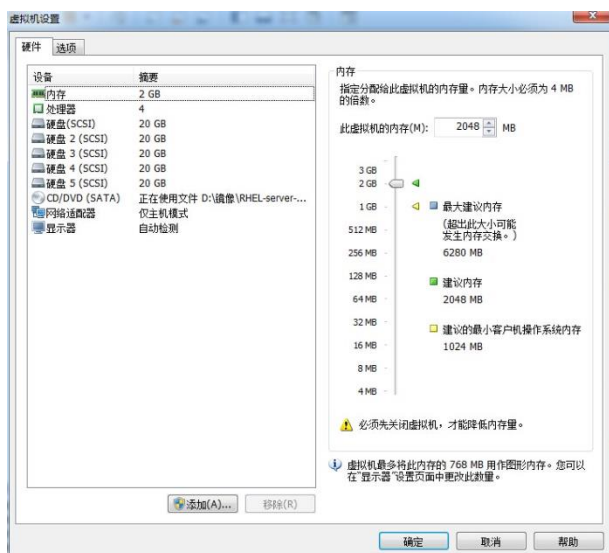 虚拟机设置
硬件 选项
设备 摘要
内存 2 GB
处理器 4
硬盘(SCSI) 20 GB
硬盘 2 (SCSI) 20 GB
硬盘 3 (SCSI) 20 GB
硬盘 4 (SCSI) 20 GB
硬盘 5 (SCSI) 20 GB
CD/DVD (SATA) 正在使用文件 D:\镜像\RHEL-server-...
网络适配器 仅主机模式
显示器 自动检测
添加(A)... 移除(R)
内存
指定分配给此虚拟机的内存量。内存大小必须为 4 MB
的倍数。
此虚拟机的内存(M): 2048 MB
3 GB
2 GB
1 GB
512 MB
256 MB
128 MB
64 MB
32 MB
16 MB
8 MB
4 MB
最大建议内存
(超出此大小可能
发生内存交换。)
6280 MB
建议内存
2048 MB
建议的最小客户机操作系统内存
1024 MB
必须先关闭虚拟机，才能降低内存量。
虚拟机最多将此内存的 768 MB 用作图形内存。您可以
在"显示器"设置页面中更改此数量。
确定 取消 帮助